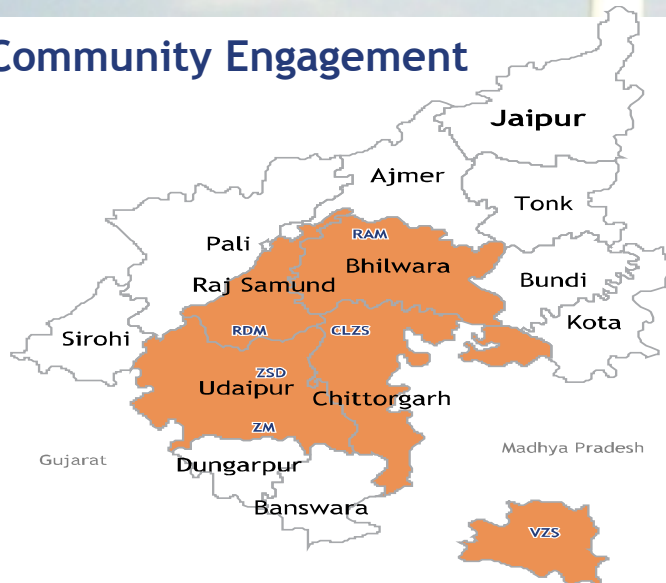 Community Engagement
Jaipur
Ajmer
Tonk
RAM
Pali
Bhilwara
Raj Samund
Bundi
Kota
RDM
CLZS
Sirohi
ZSD
Udaipur
Chittorgarh
ZM
Madhya Pradesh
Gujarat
Dungarpur
Banswara
VZS